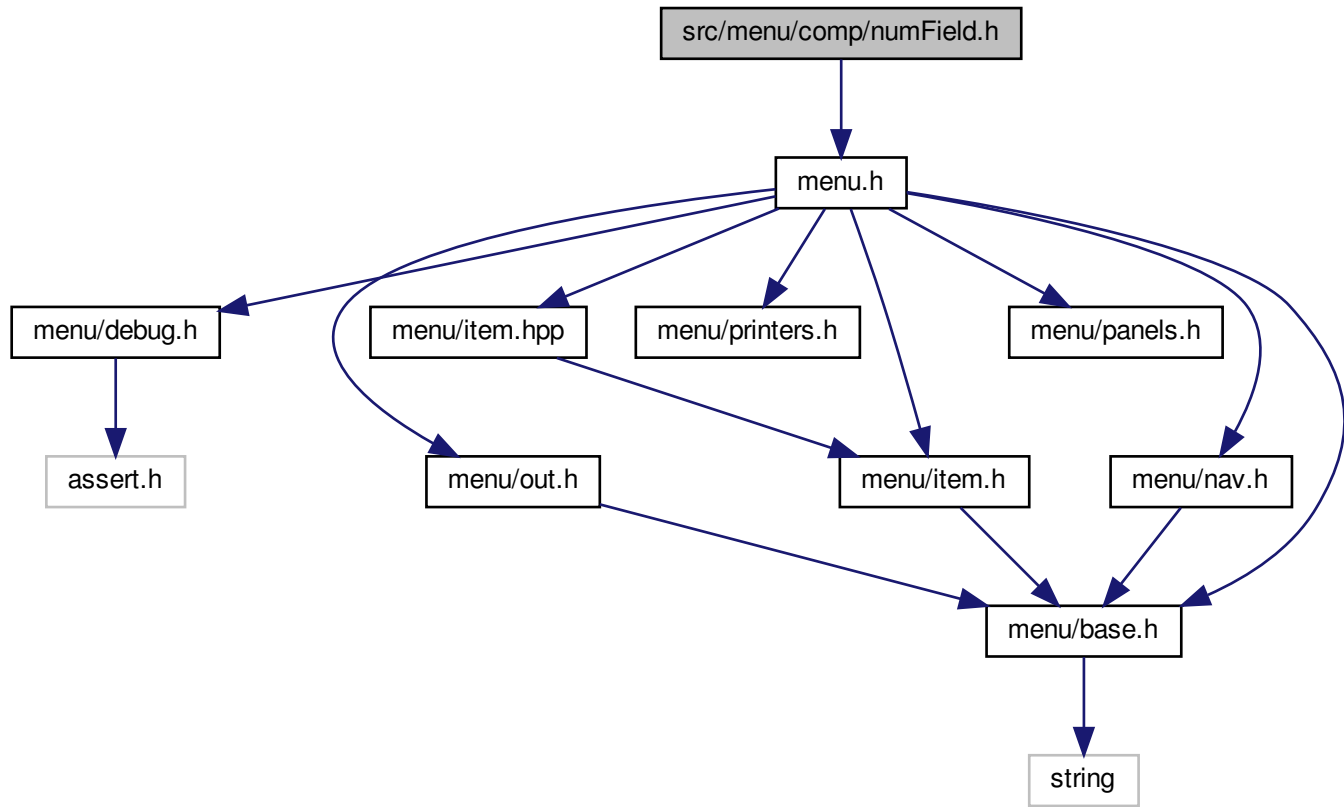 src/menu/comp/numField.h
menu.h
menu/debug.h
menu/item.hpp
menu/printers.h
menu/panels.h
assert.h
menu/out.h
menu/item.h
menu/nav.h
menu/base.h
string